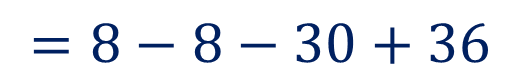 = 8 − 8 − 30 + 36